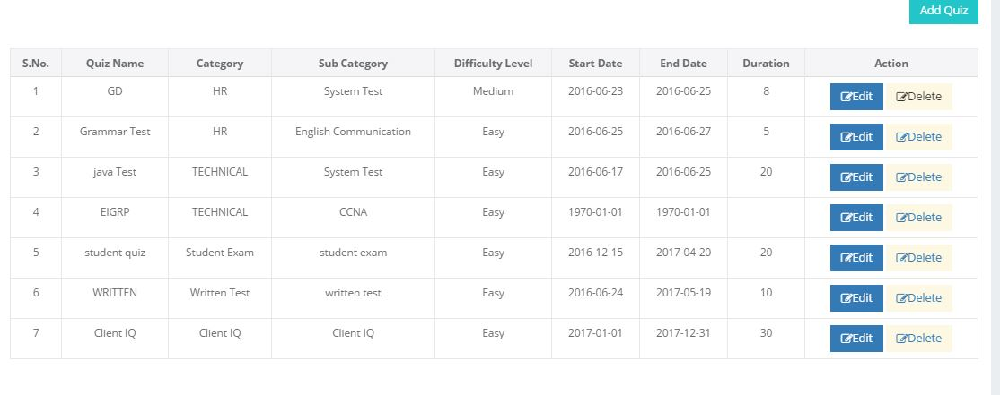 Add Quiz
S.No. Quiz Name Category Sub Category Difficulty Level Start Date End Date Duration Action
1 GD HR System Test Medium 2016-06-23 2016-06-25 8 Edit Delete
2 Grammar Test HR English Communication Easy 2016-06-25 2016-06-27 5 Edit Delete
3 java Test TECHNICAL System Test Easy 2016-06-17 2016-06-25 20 Edit Delete
4 EIGRP TECHNICAL CCNA Easy 1970-01-01 1970-01-01 Edit Delete
5 student quiz Student Exam student exam Easy 2016-12-15 2017-04-20 20 Edit Delete
6 WRITTEN Written Test written test Easy 2016-06-24 2017-05-19 10 Edit Delete
7 Client IQ Client IQ Client IQ Easy 2017-01-01 2017-12-31 30 Edit Delete